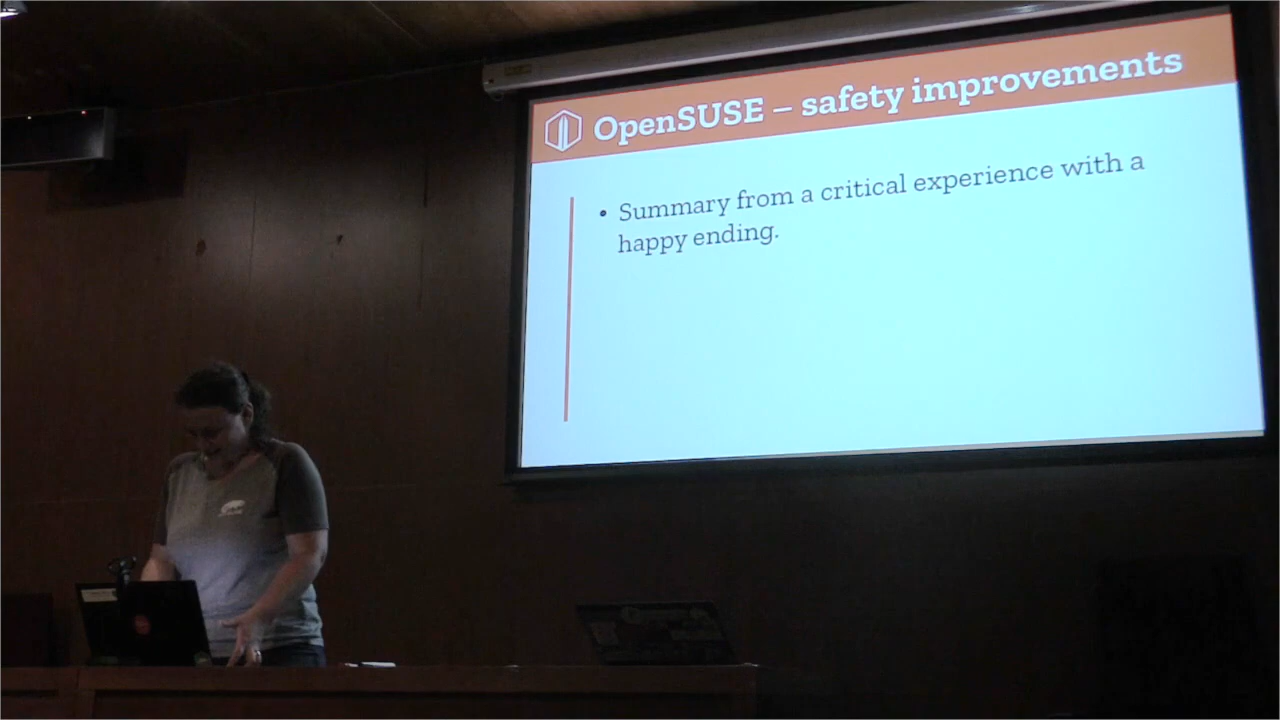 OpenSUSE – safety improvements
• Summary from a critical experience with a
happy ending.